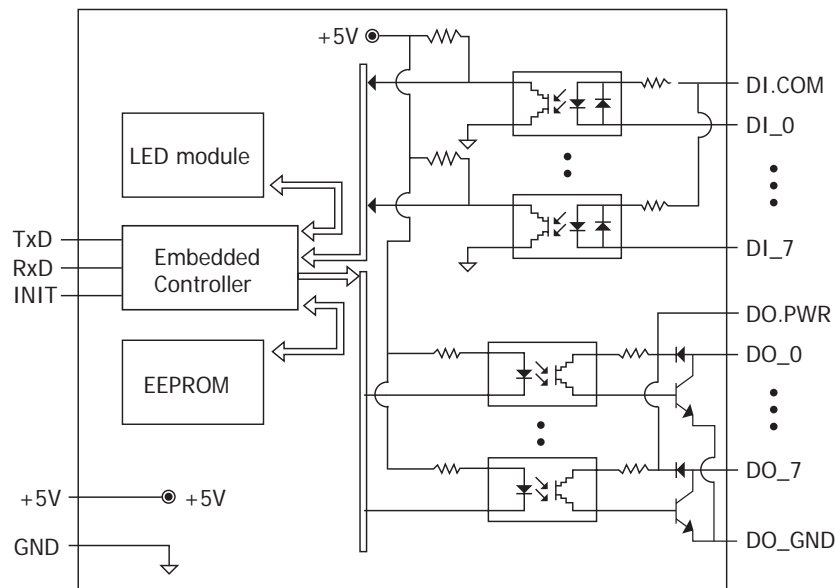 +5V
DI.COM
LED module
DI_0
TxD
RxD
INIT
Embedded
Controller
DI_7
DO.PWR
DO_0
EEPROM
DO_7
+5V
+5V
GND
DO_GND